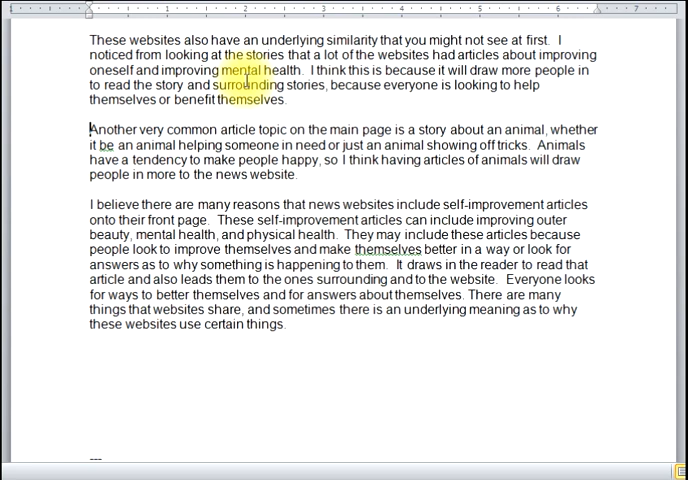 1 2 3 4 5 6 7
These websites also have an underlying similarity that you might not see at first. I
noticed from looking at the stories that a lot of the websites had articles about improving
oneself and improving mental health. I think this is because it will draw more people in
to read the story and surrounding stories, because everyone is looking to help
themselves or benefit themselves.
Another very common article topic on the main page is a story about an animal, whether
it be an animal helping someone in need or just an animal showing off tricks. Animals
have a tendency to make people happy, so I think having articles of animals will draw
people in more to the news website.
I believe there are many reasons that news websites include self-improvement articles
onto their front page. These self-improvement articles can include improving outer
beauty, mental health, and physical health. They may include these articles because
people look to improve themselves and make themselves better in a way or look for
answers as to why something is happening to them. It draws in the reader to read that
article and also leads them to the ones surrounding and to the website. Everyone looks
for ways to better themselves and for answers about themselves. There are many
things that websites share, and sometimes there is an underlying meaning as to why
these websites use certain things.